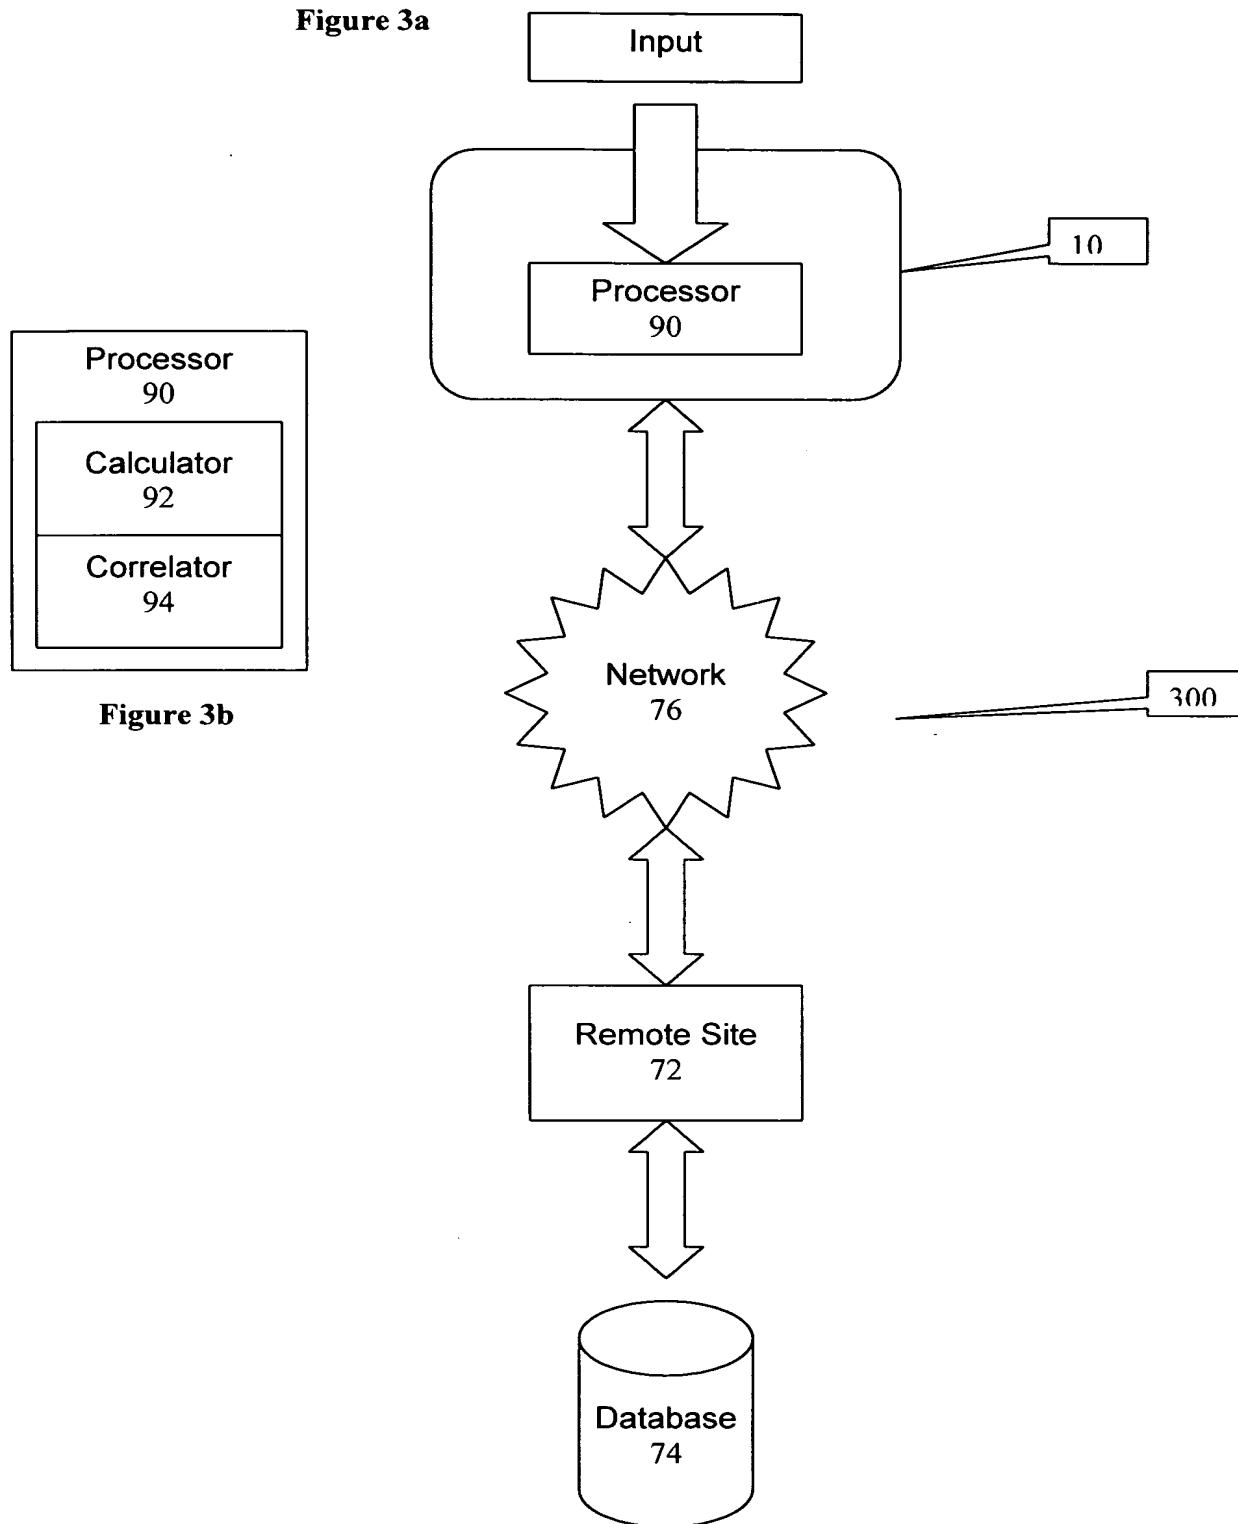 Figure 3a
Input
10
Processor
90
Processor
90
Calculator
92
Correlator
94
Figure 3b
Network
76
300
Remote Site
72
Database
74